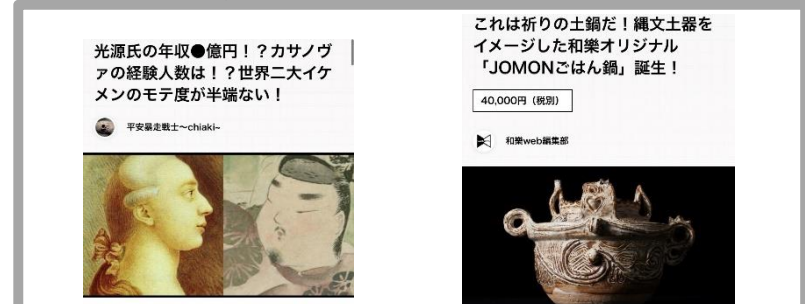 光源氏の年収●億円！？カサノヴ
ァの経験人数は！？世界二大イケ
メンのモテ度が半端ない！
平安暴走戦士～chiaki～
これは祈りの土鍋だ！縄文土器を
イメージした和樂オリジナル
「JOMONごはん鍋」誕生！
40,000円（税別）
和樂web編集部